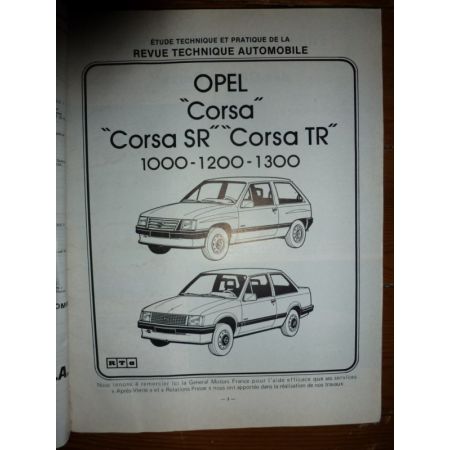 ÉTUDE TECHNIQUE ET PRATIQUE DE LA
REVUE TECHNIQUE AUTOMOBILE
OPEL
"Corsa"
"Corsa SR" "Corsa TR"
1000-1200-1300
RTa
Nous tenons à remercier ici la General Motors France pour l'aide efficace que ses services
« Après-Vente » et « Relations Presse » nous ont apportée dans la réalisation de nos travaux
— 3 —